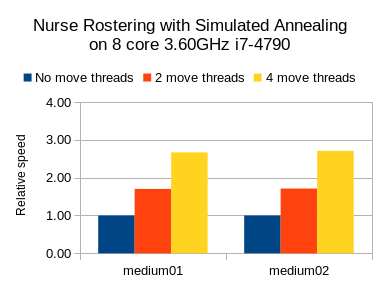 Nurse Rostering with Simulated Annealing
on 8 core 3.60GHz i7-4790
No move threads 2 move threads 4 move threads
4.00
3.00
2.00
1.00
0.00
Relative speed
medium01 medium02